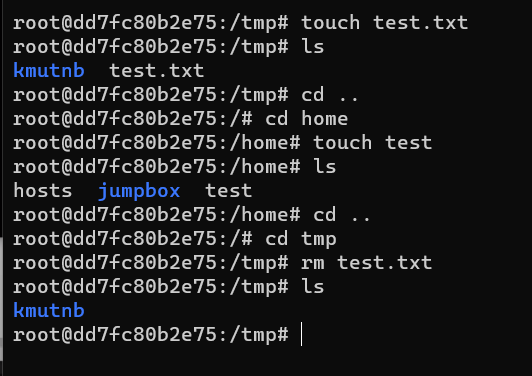 root@dd7fc80b2e75:/tmp# touch test.txt
root@dd7fc80b2e75:/tmp# ls
kmutnb  test.txt
root@dd7fc80b2e75:/tmp# cd ..
root@dd7fc80b2e75:/# cd home
root@dd7fc80b2e75:/home# touch test
root@dd7fc80b2e75:/home# ls
hosts  jumpbox  test
root@dd7fc80b2e75:/home# cd ..
root@dd7fc80b2e75:/# cd tmp
root@dd7fc80b2e75:/tmp# rm test.txt
root@dd7fc80b2e75:/tmp# ls
kmutnb
root@dd7fc80b2e75:/tmp#